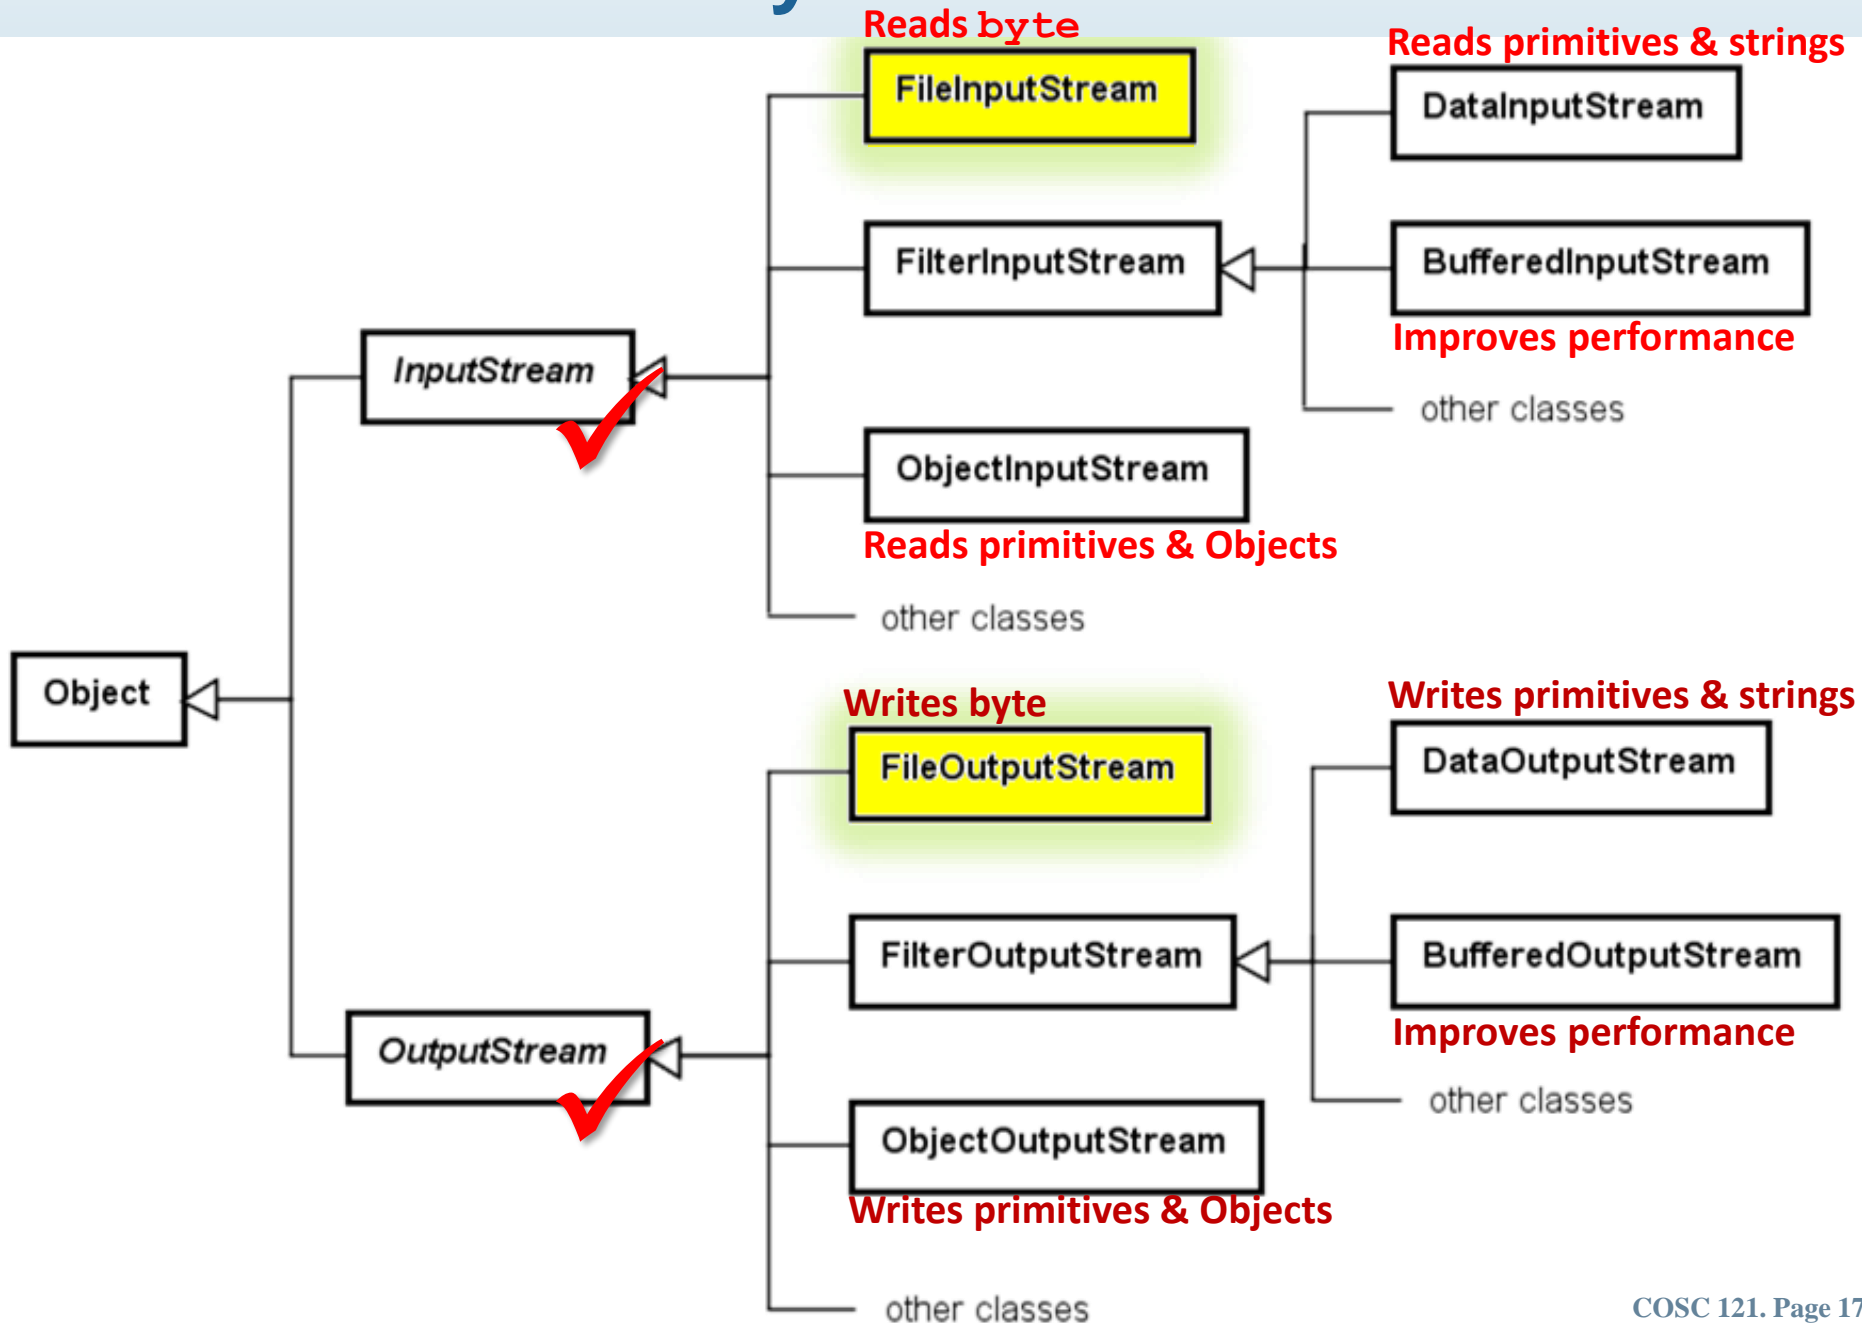 Reads byte
FileInputStream
Reads primitives & strings
DataInputStream
FilterInputStream
BufferedInputStream
Improves performance
InputStream
other classes
ObjectInputStream
Reads primitives & Objects
other classes
Object
Writes byte
FileOutputStream
Writes primitives & strings
DataOutputStream
FilterOutputStream
BufferedOutputStream
Improves performance
OutputStream
other classes
ObjectOutputStream
Writes primitives & Objects
other classes
COSC 121. Page 17